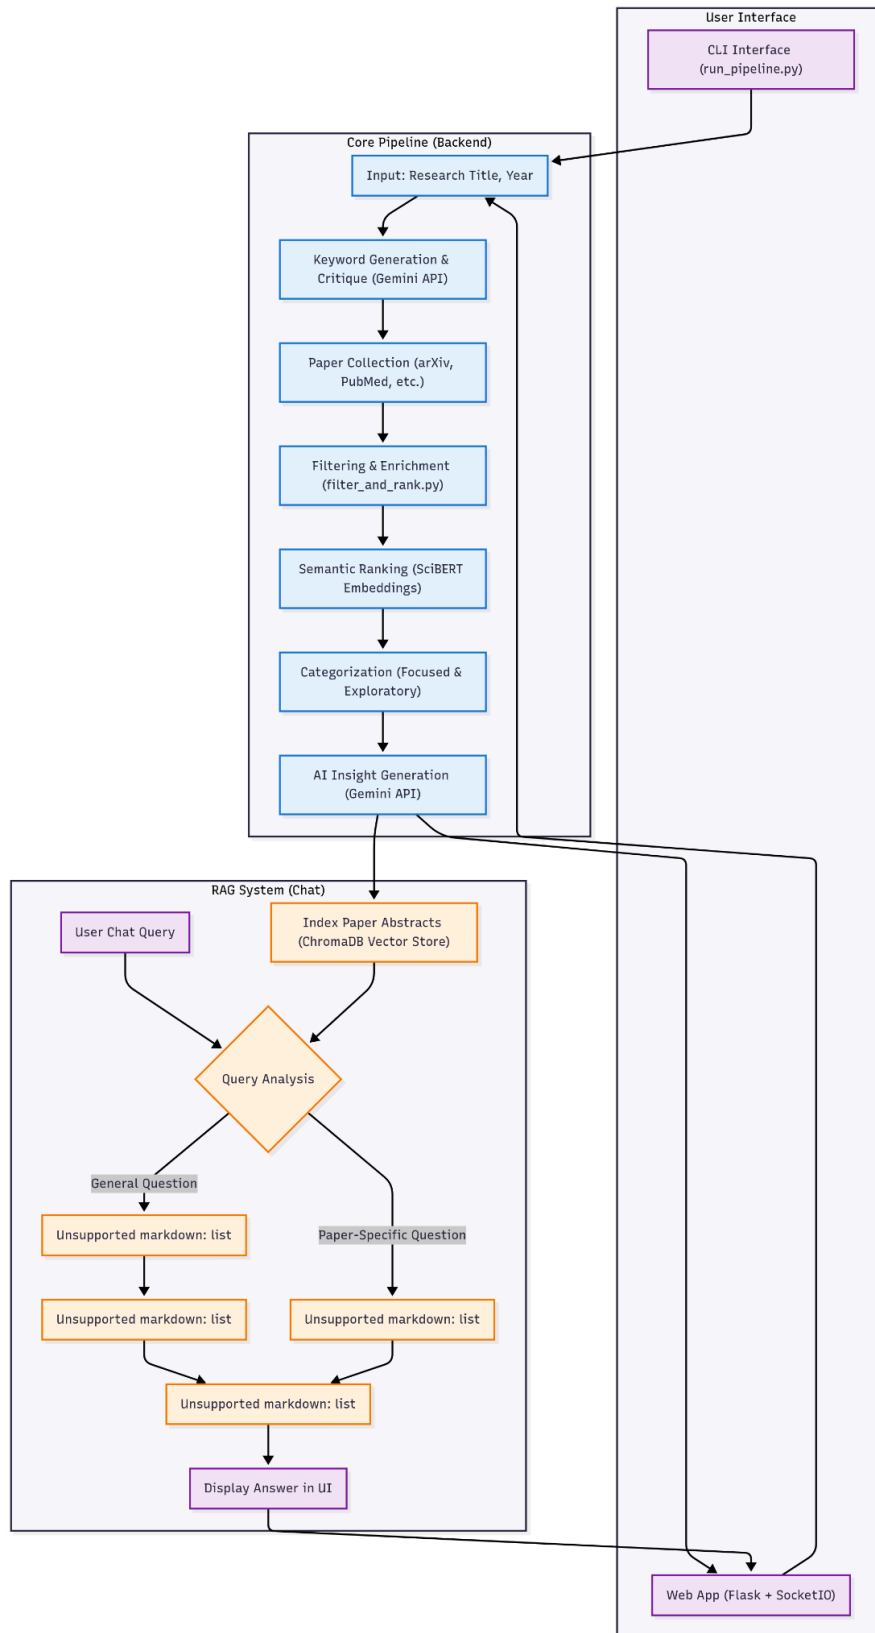 User Interface
CLI Interface
(run_pipeline.py)
Core Pipeline (Backend)
Input: Research Title, Year
Keyword Generation &
Critique (Gemini API)
Paper Collection (arXiv,
PubMed, etc.)
Filtering & Enrichment
(filter_and_rank.py)
Semantic Ranking (SciBERT
Embeddings)
Categorization (Focused &
Exploratory)
AI Insight Generation
(Gemini API)
RAG System (Chat)
User Chat Query
Index Paper Abstracts
(ChromaDB Vector Store)
Query Analysis
General Question
Unsupported markdown: list
Paper-Specific Question
Unsupported markdown: list
Unsupported markdown: list
Unsupported markdown: list
Display Answer in UI
Web App (Flask + SocketIO)